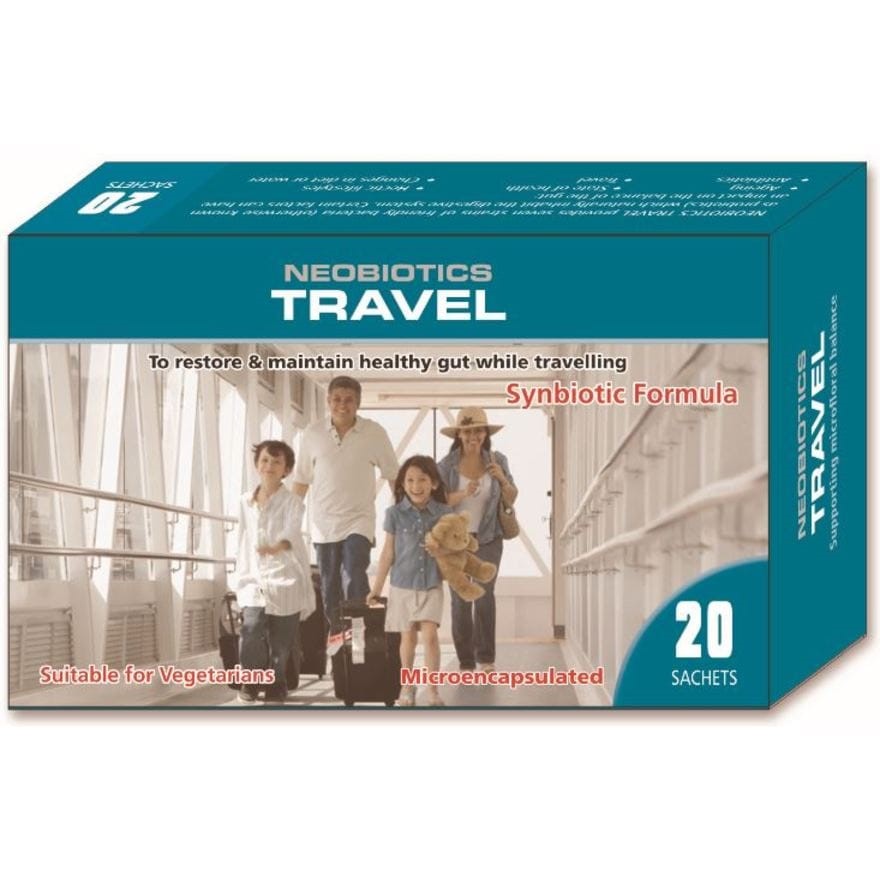 NEOBIOTICS TRAVEL provides seven strains of friendly bacteria (otherwise known
as probiotics) which naturally inhabit the digestive system. Certain factors can have
an impact on the balance of the gut.
• Ageing • State of health • Hectic lifestyles
• Antibiotics • Travel • Changes in diet or water
20
SACHETS
NEOBIOTICS
TRAVEL
To restore & maintain healthy gut while travelling
Synbiotic Formula
Suitable for Vegetarians
Microencapsulated
20
SACHETS
NEOBIOTICS
TRAVEL
Supporting microfloral balance